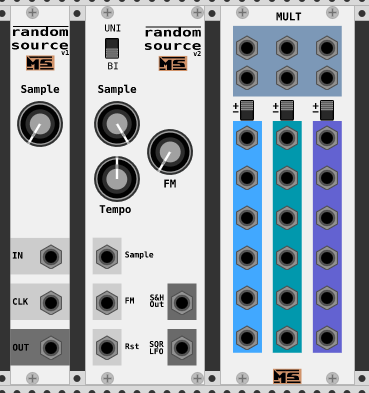 random
source
v1
MS
Sample
IN
CLK
OUT
UNI
BI
random
source
v2
MS
Sample
FM
Tempo
Sample
FM
S&H
Out
Rst
SQR
LFO
MULT
+
−
+
−
+
−
MS